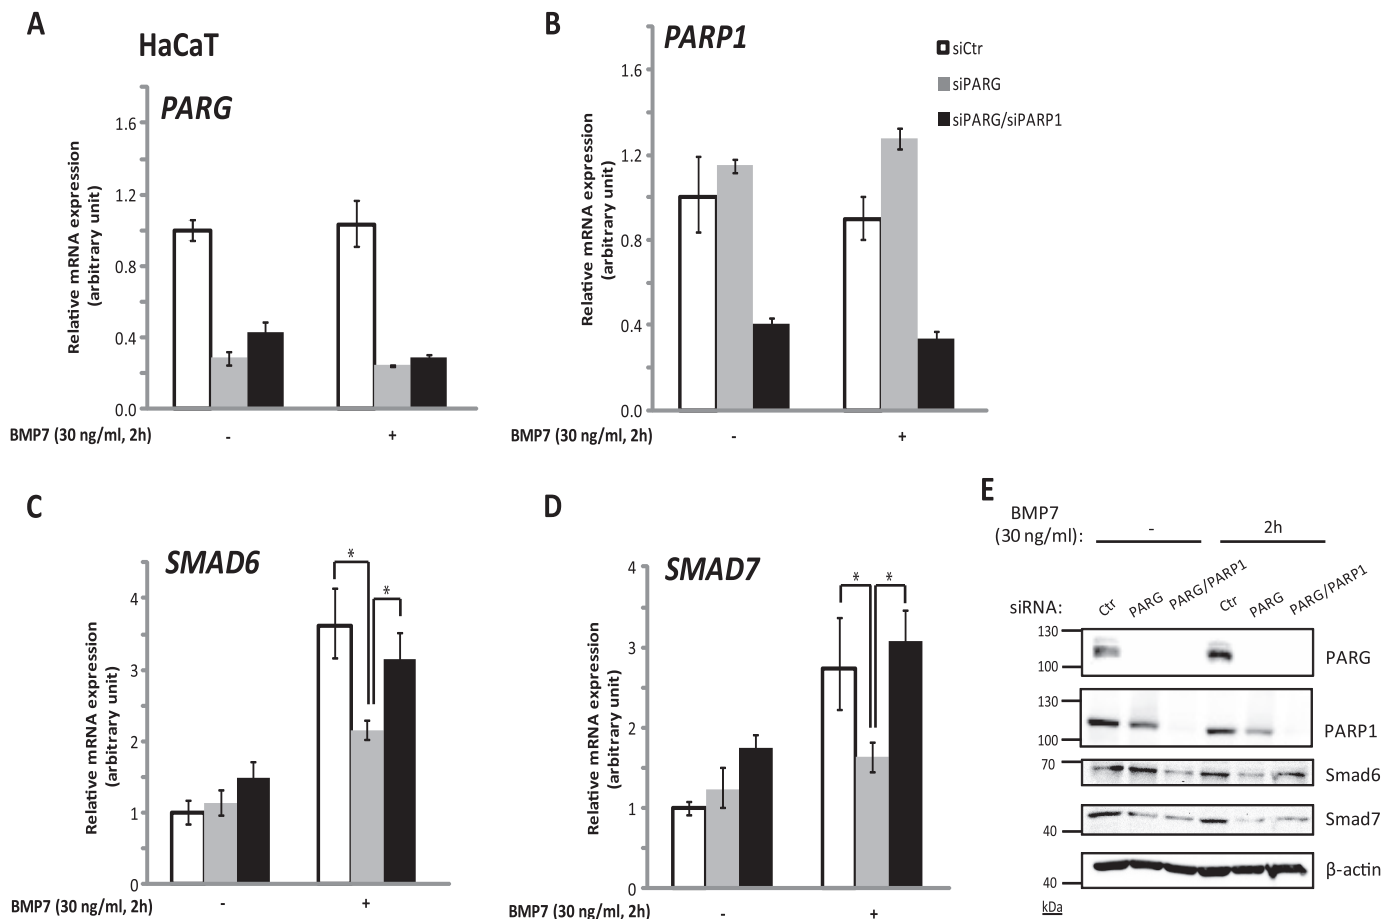 A
HaCaT
PARG
Relative mRNA expression
(arbitrary unit)
1.6
1.2
0.8
0.4
0.0
BMP7 (30 ng/ml, 2h)
-
+
B
PARP1
Relative mRNA expression
(arbitrary unit)
1.6
1.2
0.8
0.4
0.0
BMP7 (30 ng/ml, 2h)
-
+
siCtr
siPARG
siPARG/siPARP1
C
SMAD6
Relative mRNA expression
(arbitrary unit)
4
3
2
1
0
*
*
BMP7 (30 ng/ml, 2h)
-
+
D
SMAD7
Relative mRNA expression
(arbitrary unit)
4
3
2
1
0
*
*
BMP7 (30 ng/ml, 2h)
-
+
E
BMP7
(30 ng/ml):
-
2h
siRNA:
Ctr
PARG
PARG/PARP1
Ctr
PARG
PARG/PARP1
130
100
PARG
130
100
PARP1
70
Smad6
40
Smad7
40
β-actin
kDa